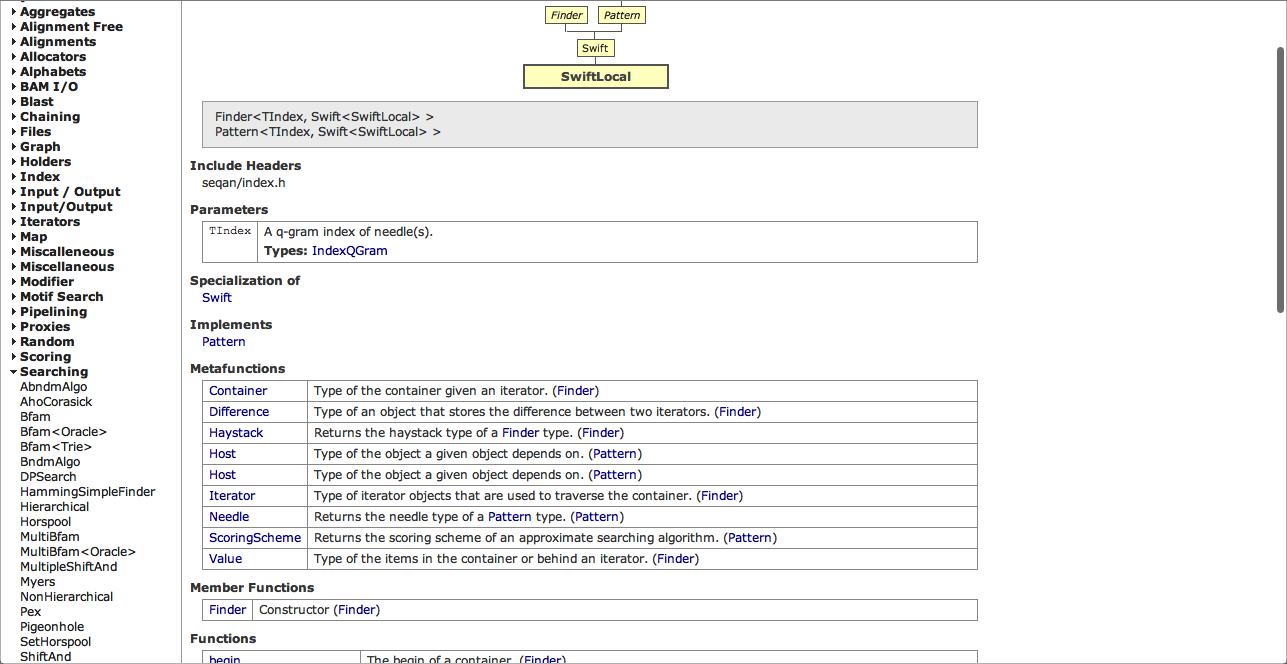 Aggregates
Alignment Free
Alignments
Allocators
Alphabets
BAM I/O
Blast
Chaining
Files
Graph
Holders
Index
Input / Output
Input/Output
Iterators
Map
Miscalleneous
Miscellaneous
Modifier
Motif Search
Pipelining
Proxies
Random
Scoring
Searching
AbndmAlgo
AhoCorasick
Bfam
Bfam<Oracle>
Bfam<Trie>
BndmAlgo
DPSearch
HammingSimpleFinder
Hierarchical
Horspool
MultiBfam
MultiBfam<Oracle>
MultipleShiftAnd
Myers
NonHierarchical
Pex
Pigeonhole
SetHorspool
ShiftAnd
Finder Pattern
Swift
SwiftLocal
Finder<TIndex, Swift<SwiftLocal> >
Pattern<TIndex, Swift<SwiftLocal> >
Include Headers
seqan/index.h
Parameters
TIndex A q-gram index of needle(s).
Types: IndexQGram
Specialization of
Swift
Implements
Pattern
Metafunctions
Container Type of the container given an iterator. (Finder)
Difference Type of an object that stores the difference between two iterators. (Finder)
Haystack Returns the haystack type of a Finder type. (Finder)
Host Type of the object a given object depends on. (Pattern)
Host Type of the object a given object depends on. (Pattern)
Iterator Type of iterator objects that are used to traverse the container. (Finder)
Needle Returns the needle type of a Pattern type. (Pattern)
ScoringScheme Returns the scoring scheme of an approximate searching algorithm. (Pattern)
Value Type of the items in the container or behind an iterator. (Finder)
Member Functions
Finder Constructor (Finder)
Functions
begin The begin of a container. (Finder)